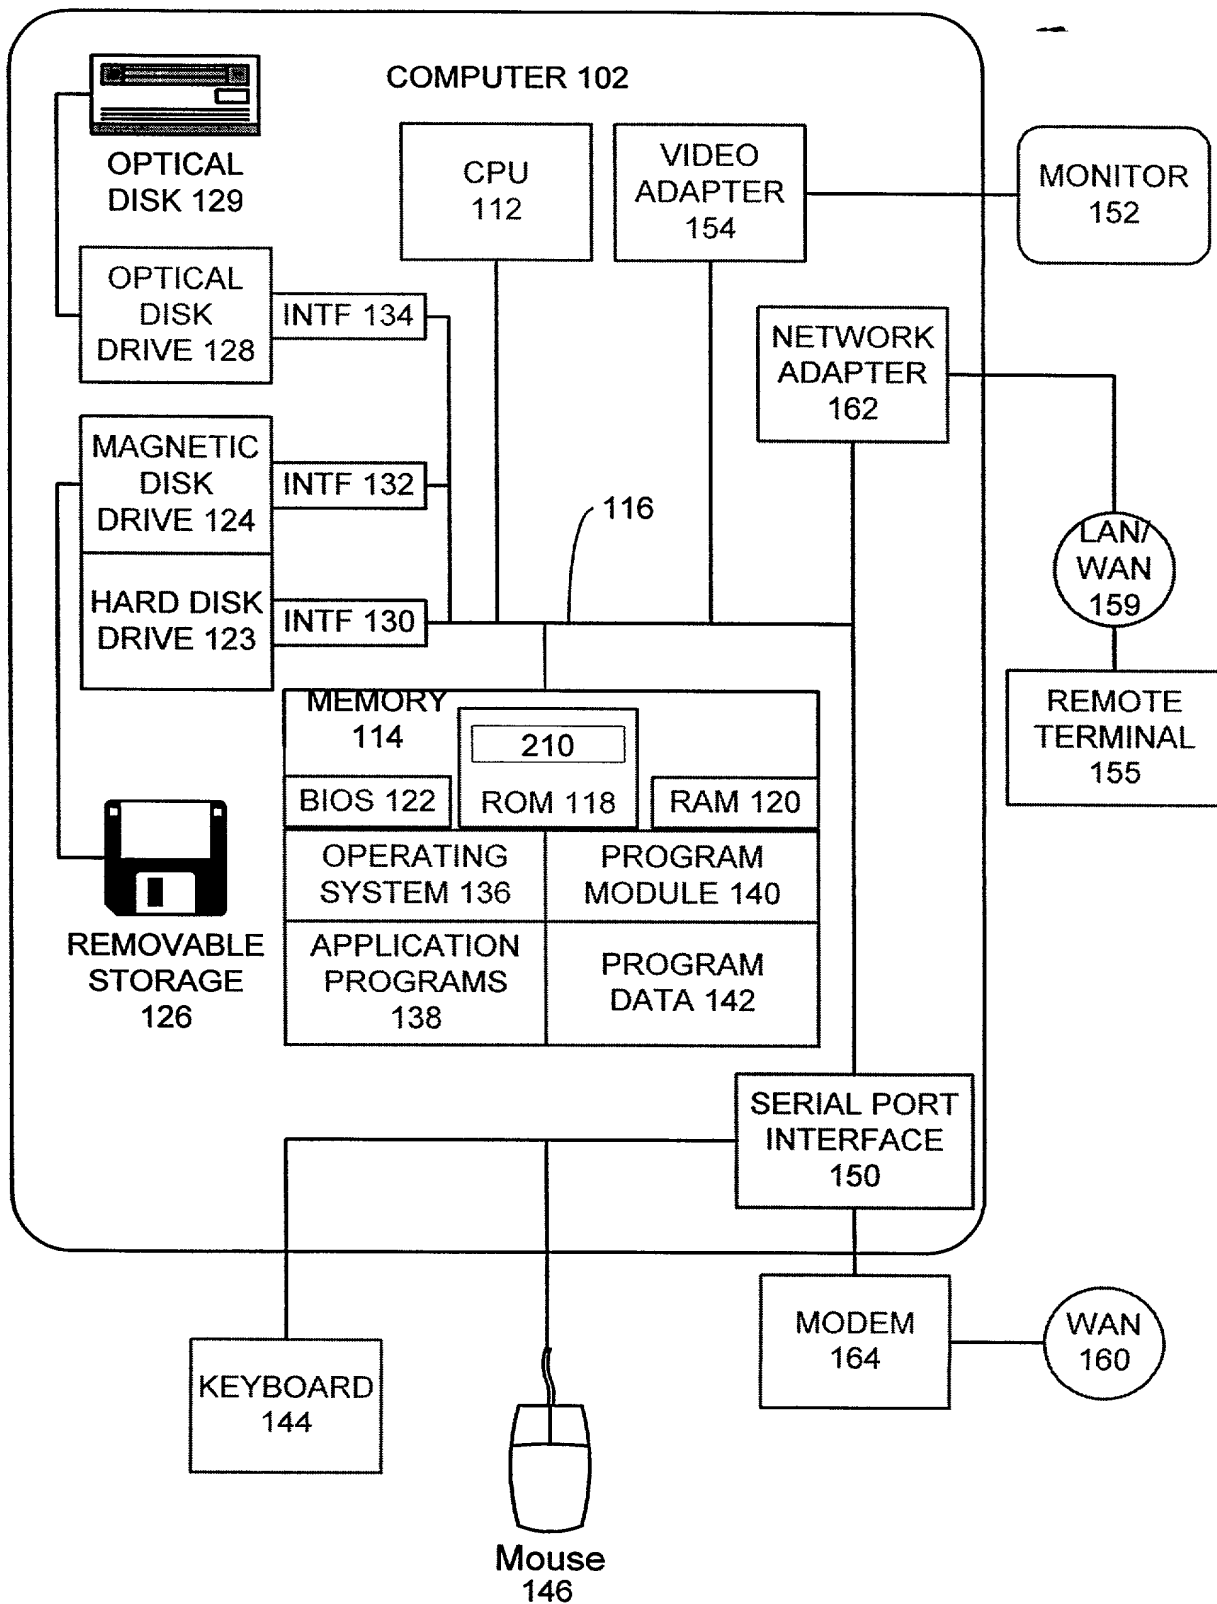 COMPUTER 102
OPTICAL
DISK 129
CPU
112
VIDEO
ADAPTER
154
MONITOR
152
OPTICAL
DISK
DRIVE 128
INTF 134
NETWORK
ADAPTER
162
MAGNETIC
DISK
DRIVE 124
INTF 132
116
LAN/
WAN
159
HARD DISK
DRIVE 123
INTF 130
REMOTE
TERMINAL
155
MEMORY
114
210
BIOS 122
ROM 118
RAM 120
OPERATING
SYSTEM 136
PROGRAM
MODULE 140
REMOVABLE
STORAGE
126
APPLICATION
PROGRAMS
138
PROGRAM
DATA 142
SERIAL PORT
INTERFACE
150
MODEM
164
WAN
160
KEYBOARD
144
Mouse
146